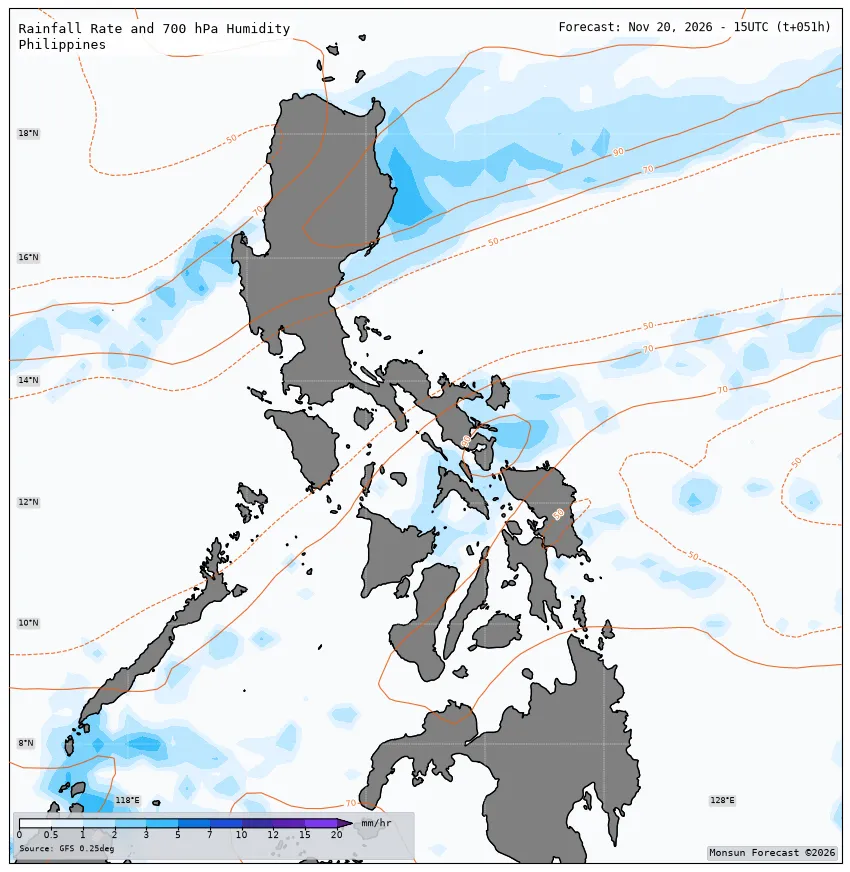 Rainfall Rate and 700 hPa Humidity
Philippines
Forecast: Nov 20, 2026 - 15UTC (t+051h)
50
18°N
90
70
70
50
16°N
50
70
14°N
70
90
50
12°N
50
50
10°N
8°N
118°E
128°E
70
0 0.5 1 2 3 5 7 10 12 15 20 mm/hr
Source: GFS 0.25deg
Monsun Forecast ©2026